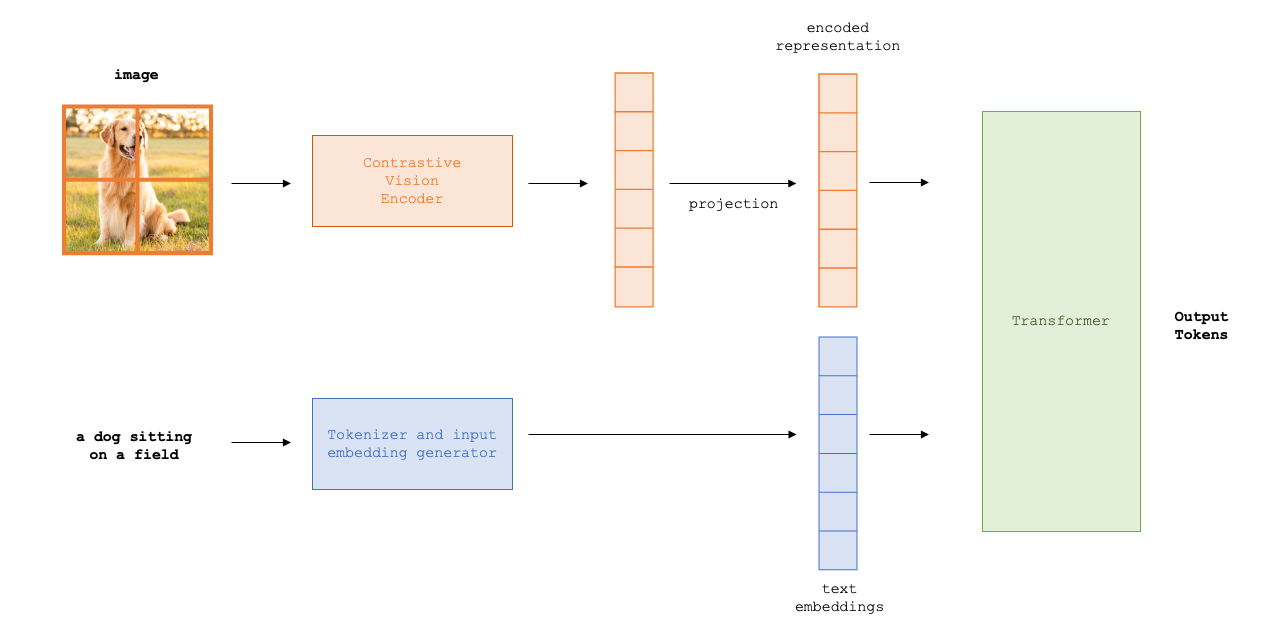 encoded
representation
image
Contrastive
Vision
Encoder
projection
Transformer
Output
Tokens
a dog sitting
on a field
Tokenizer and input
embedding generator
text
embeddings